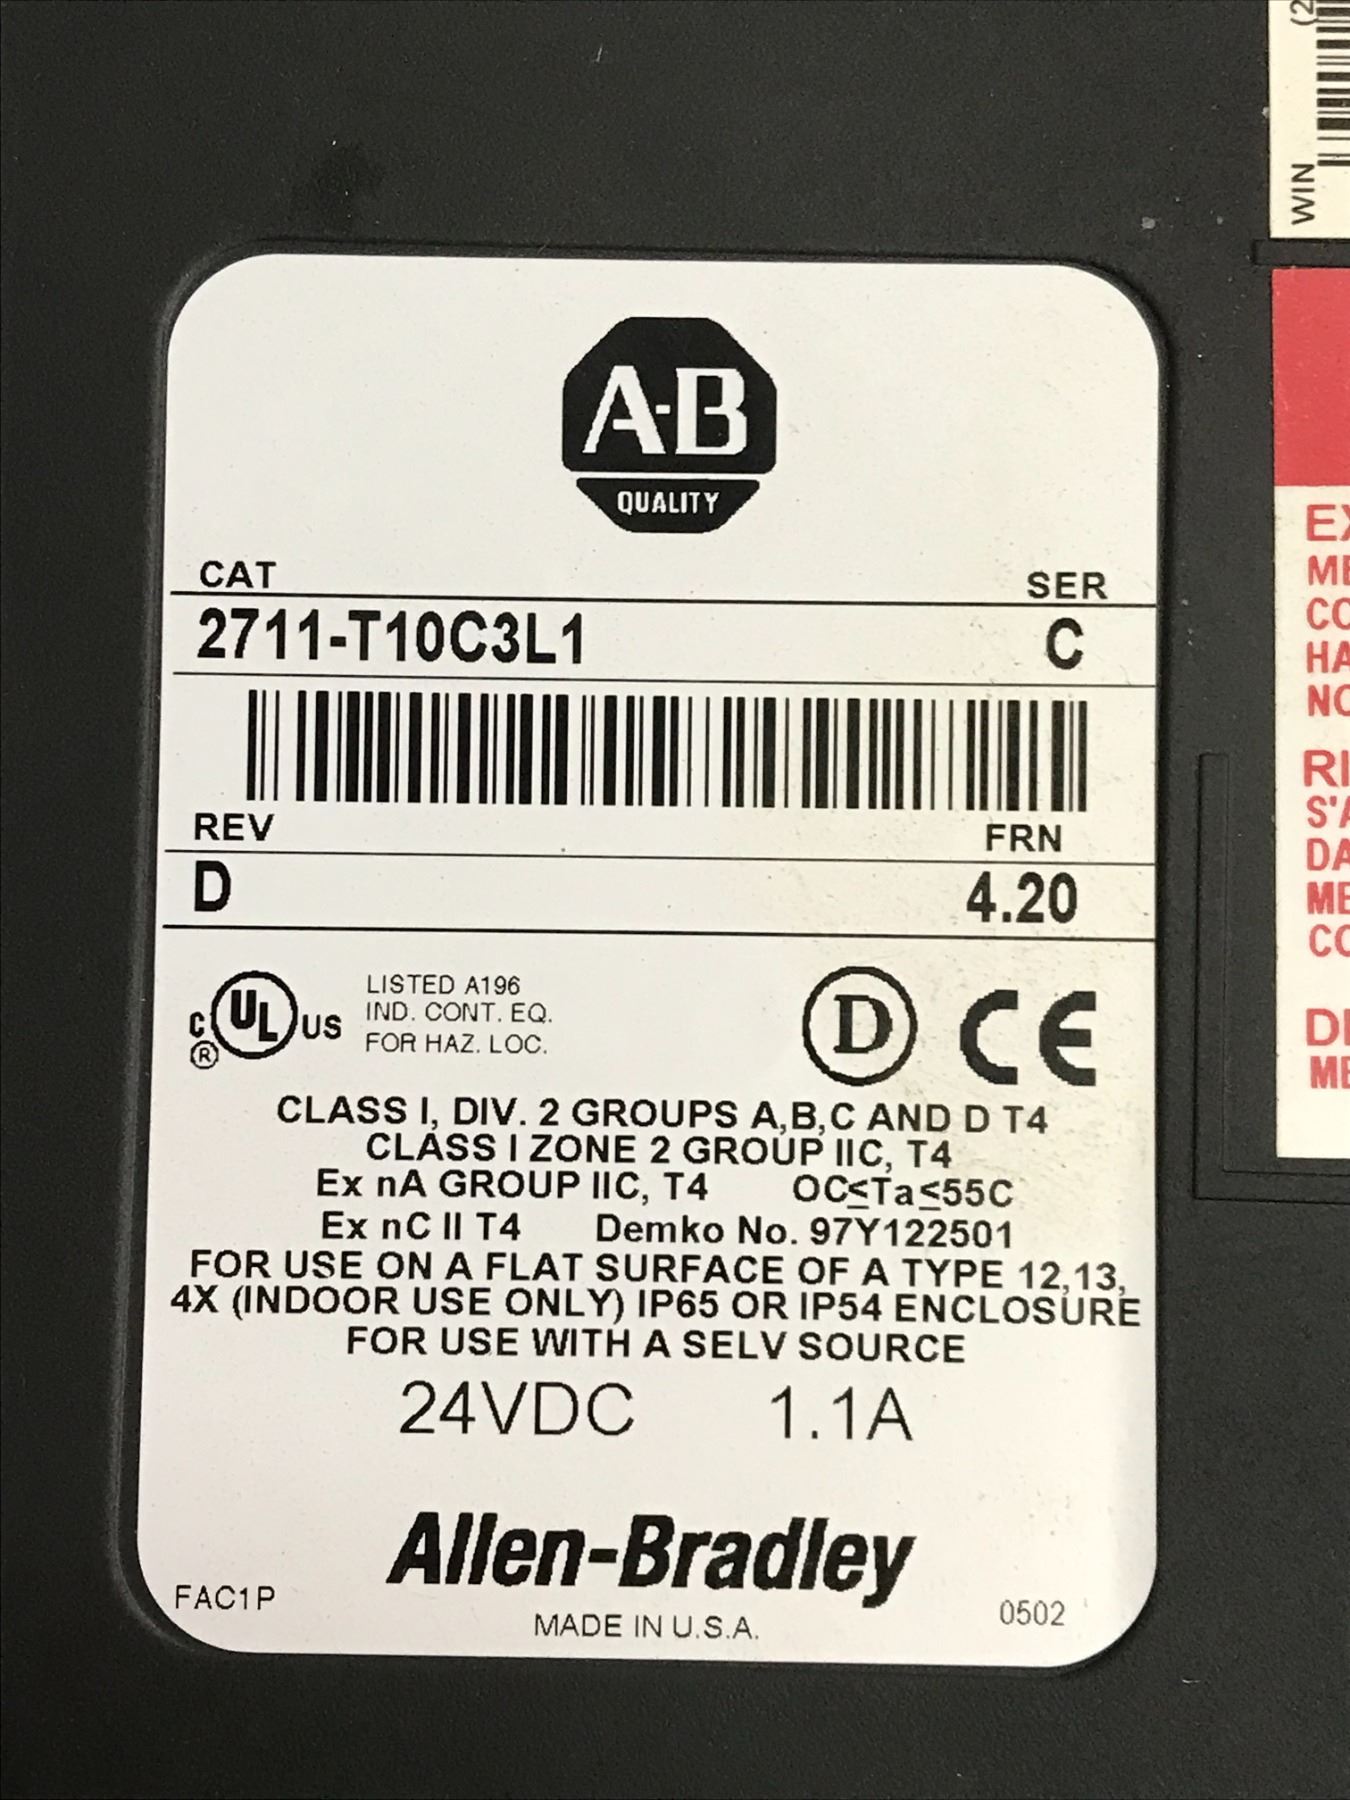 A-B
QUALITY
CAT SER
2711-T10C3L1 C
REV FRN
D 4.20
C UL US ®
LISTED A196
IND. CONT. EQ.
FOR HAZ. LOC.
D CE
CLASS I, DIV. 2 GROUPS A,B,C AND D T4
CLASS I ZONE 2 GROUP IIC, T4
Ex nA GROUP IIC, T4 OC≤Ta≤55C
Ex nC II T4 Demko No. 97Y122501
FOR USE ON A FLAT SURFACE OF A TYPE 12,13,
4X (INDOOR USE ONLY) IP65 OR IP54 ENCLOSURE
FOR USE WITH A SELV SOURCE
24VDC 1.1A
Allen-Bradley
FAC1P MADE IN U.S.A. 0502
WIN